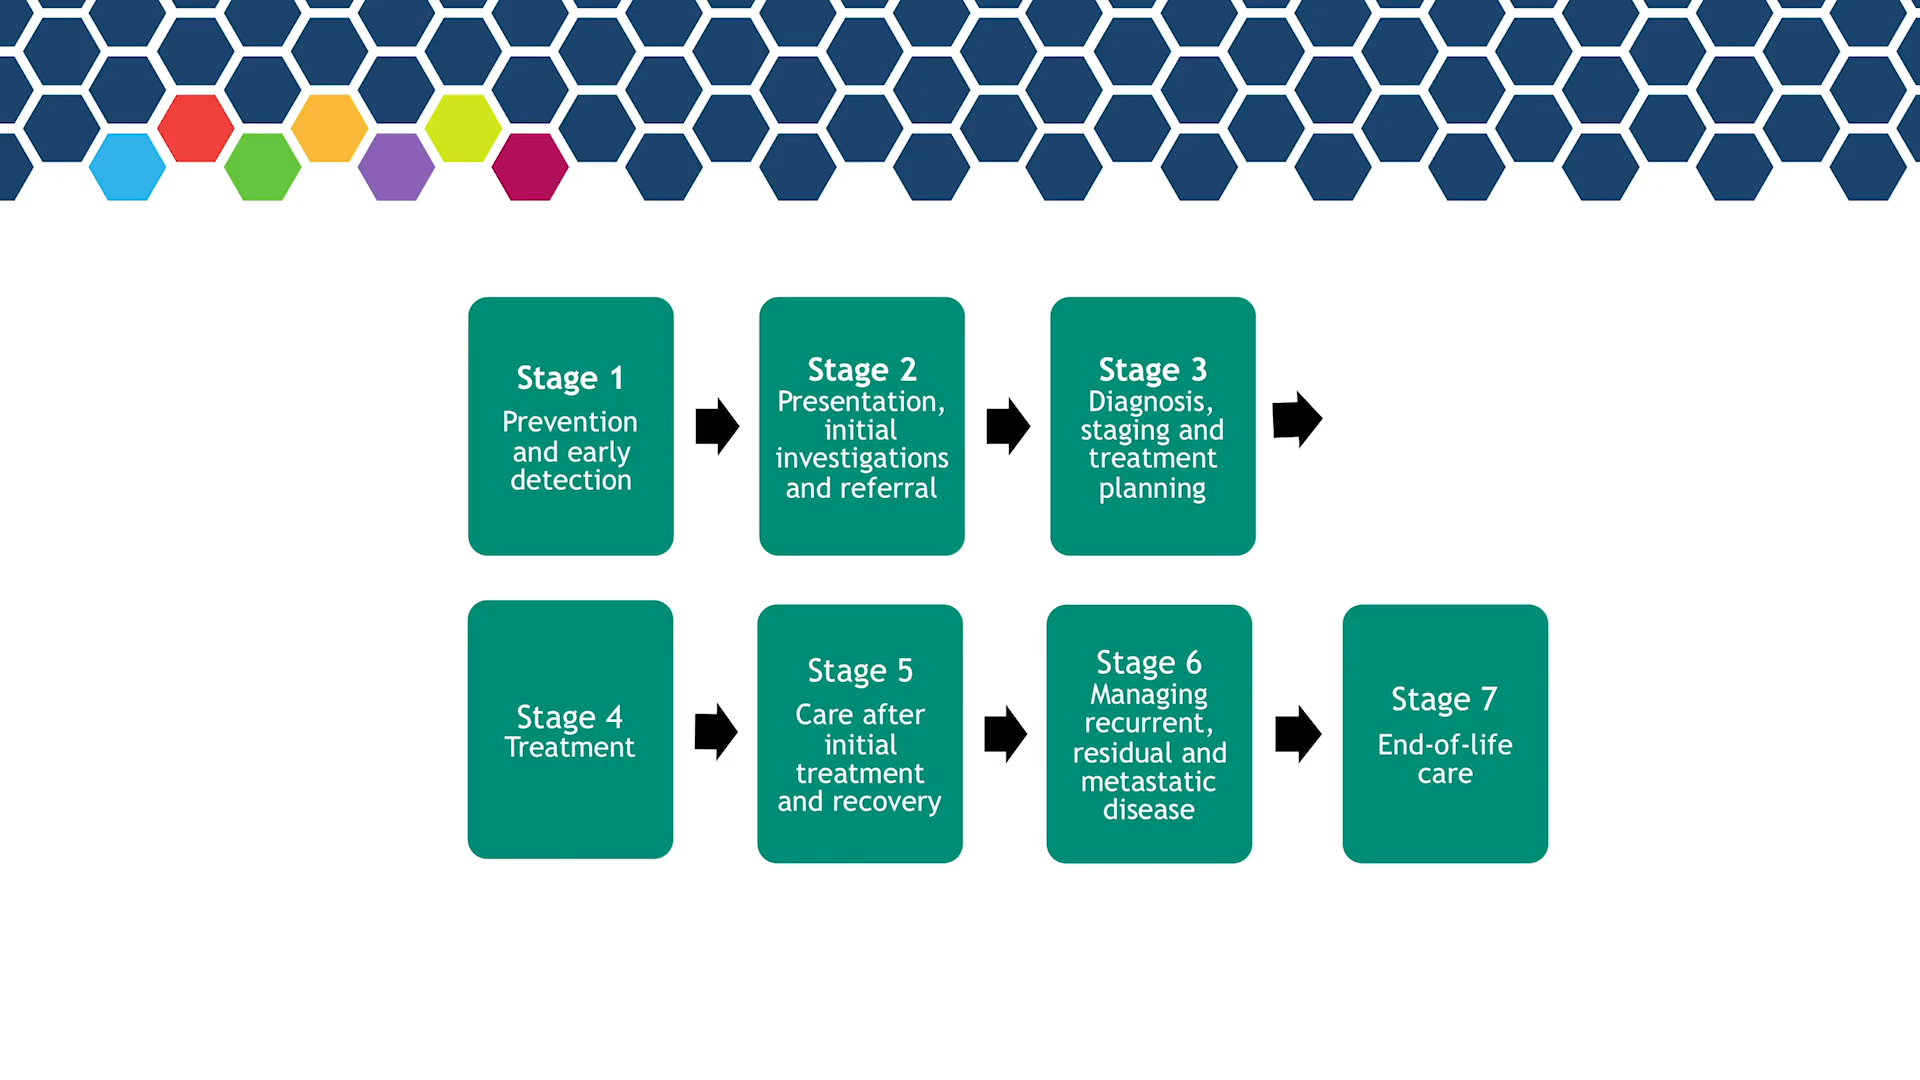 Stage 1
Prevention
and early
detection
Stage 2
Presentation,
initial
investigations
and referral
Stage 3
Diagnosis,
staging and
treatment
planning
Stage 4
Treatment
Stage 5
Care after
initial
treatment
and recovery
Stage 6
Managing
recurrent,
residual and
metastatic
disease
Stage 7
End-of-life
care